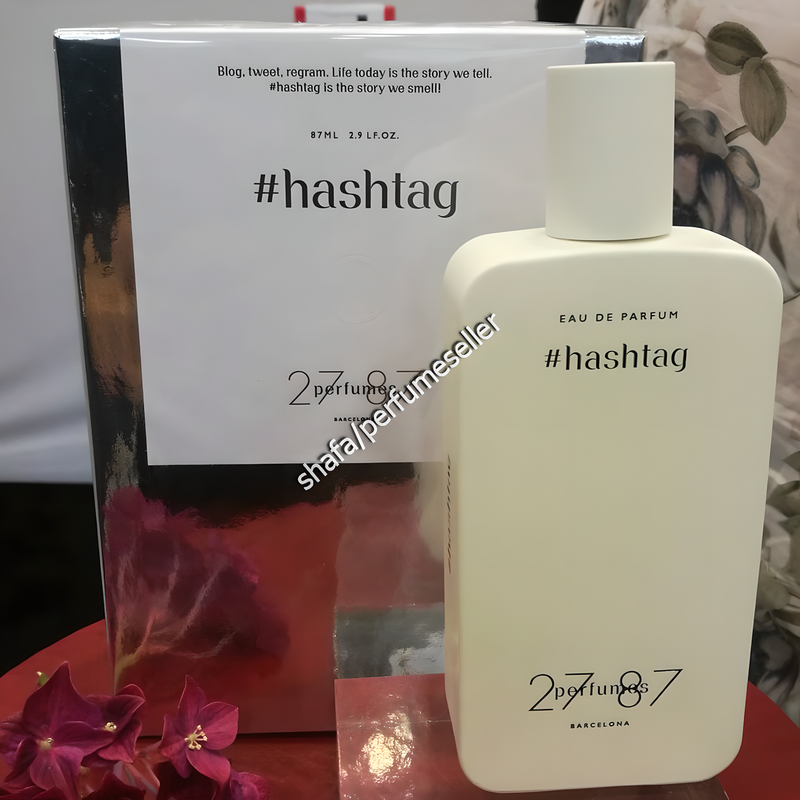 Blog, tweet, regram. Life today is the story we tell.
#hashtag is the story we smell!
87ML 2.9 LF.OZ.
#hashtag
27 87
perfumes
BARCELONA
shafa/perfumeseller
EAU DE PARFUM
#hashtag
27 87
perfumes
BARCELONA